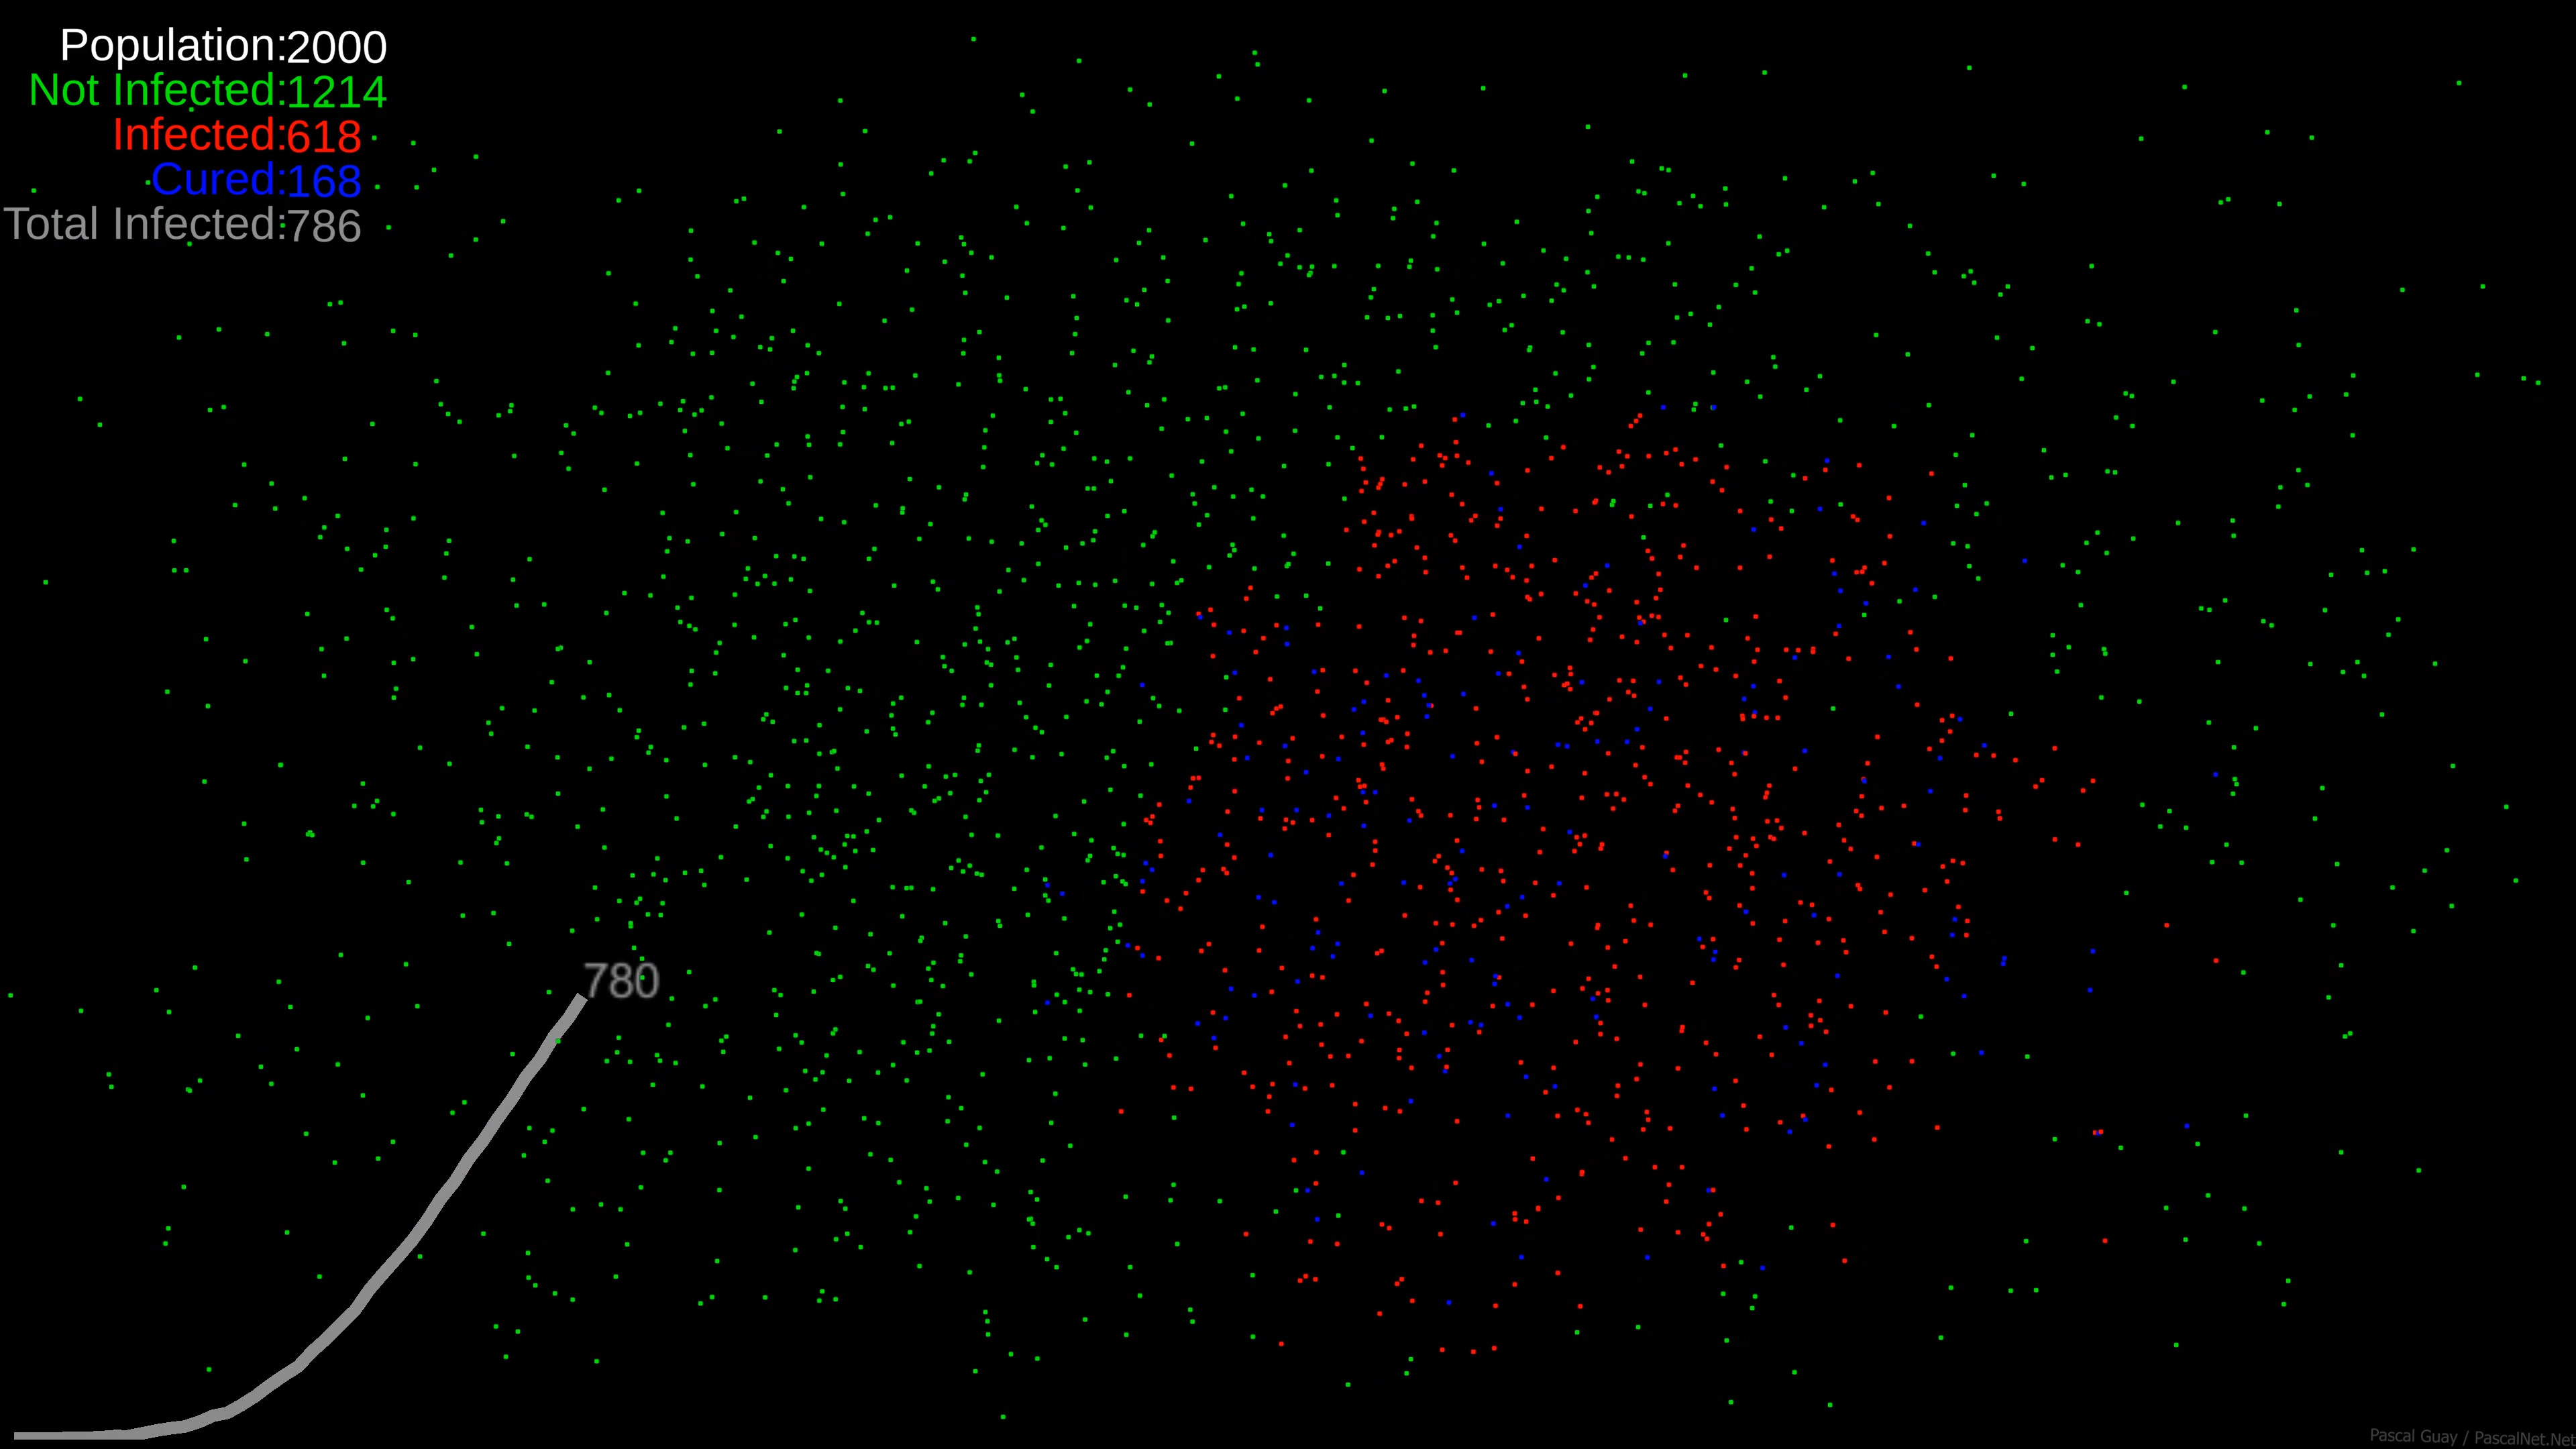 Population:2000
Not Infected:1214
Infected:618
Cured:168
Total Infected:786
780
Pascal Guay / PascalNet.Net